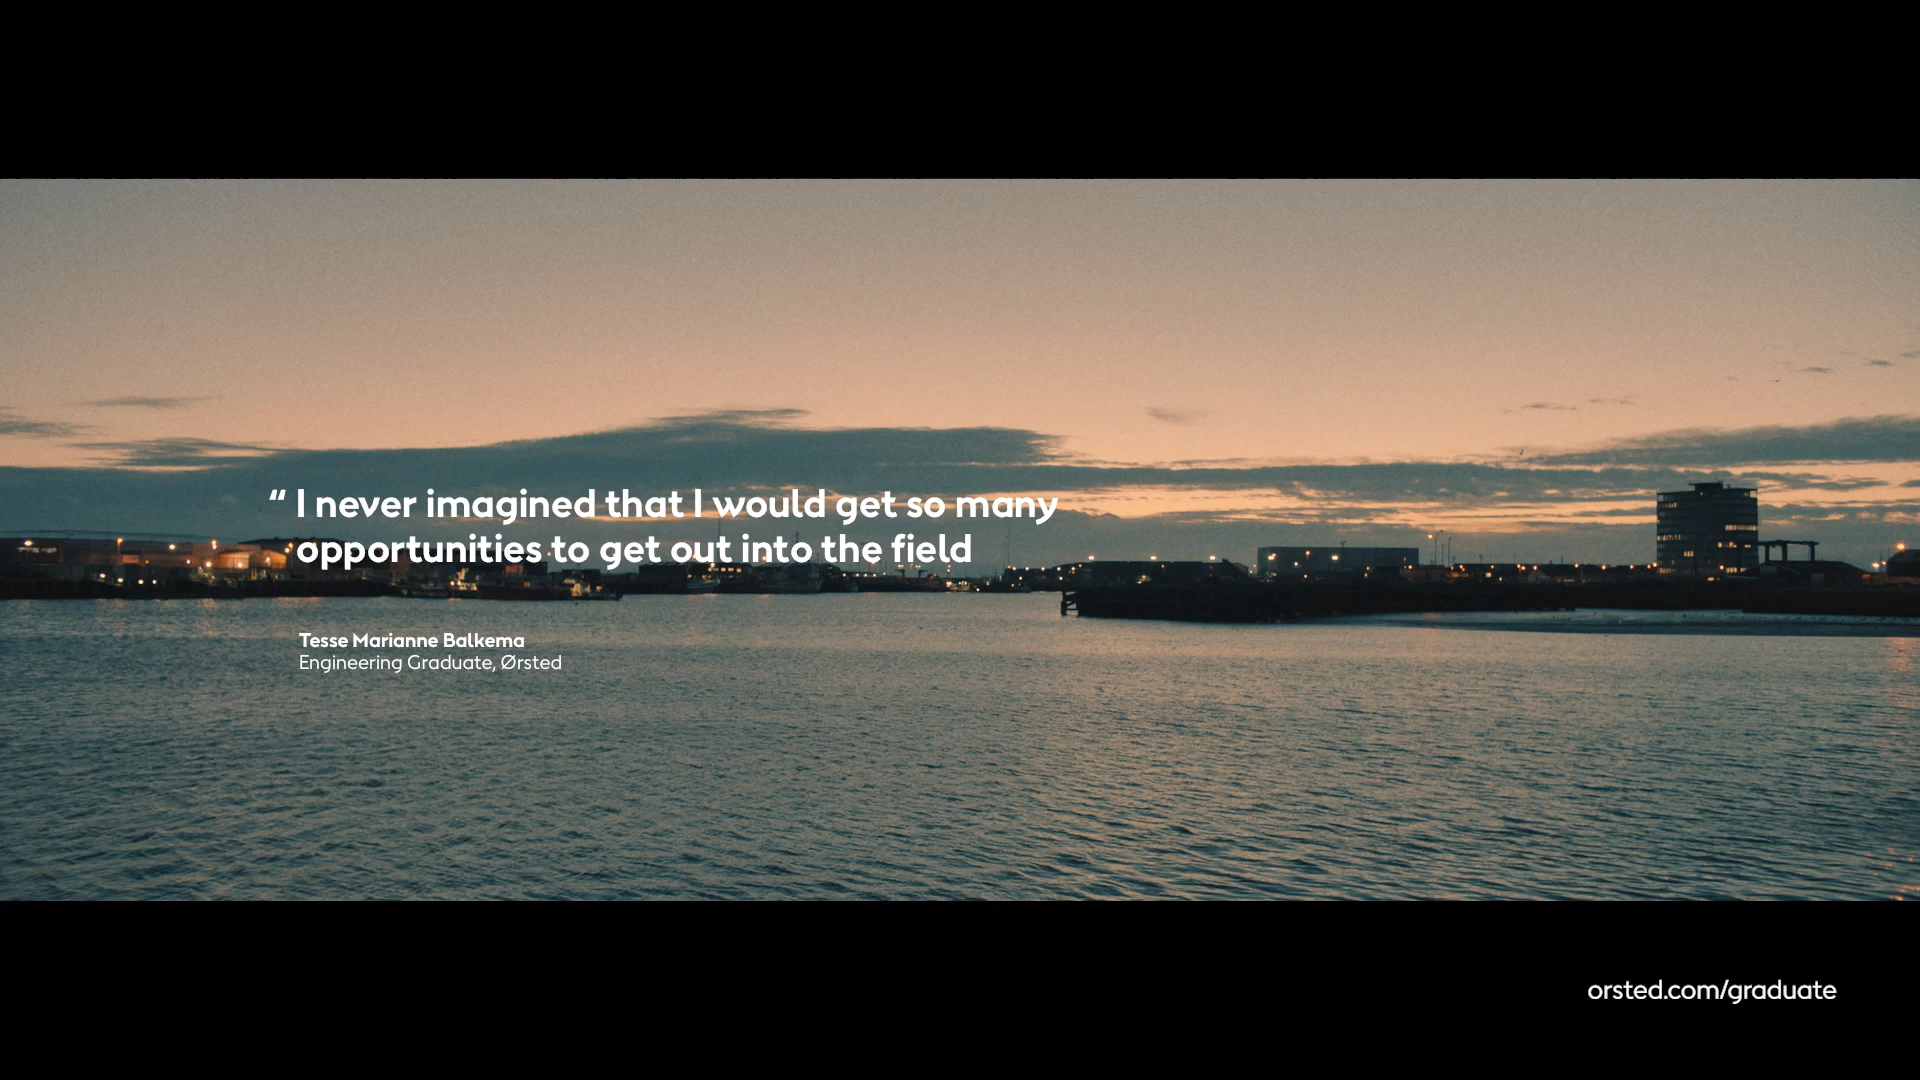 “ I never imagined that I would get so many
opportunities to get out into the field
Tesse Marianne Balkema
Engineering Graduate, Ørsted
orsted.com/graduate